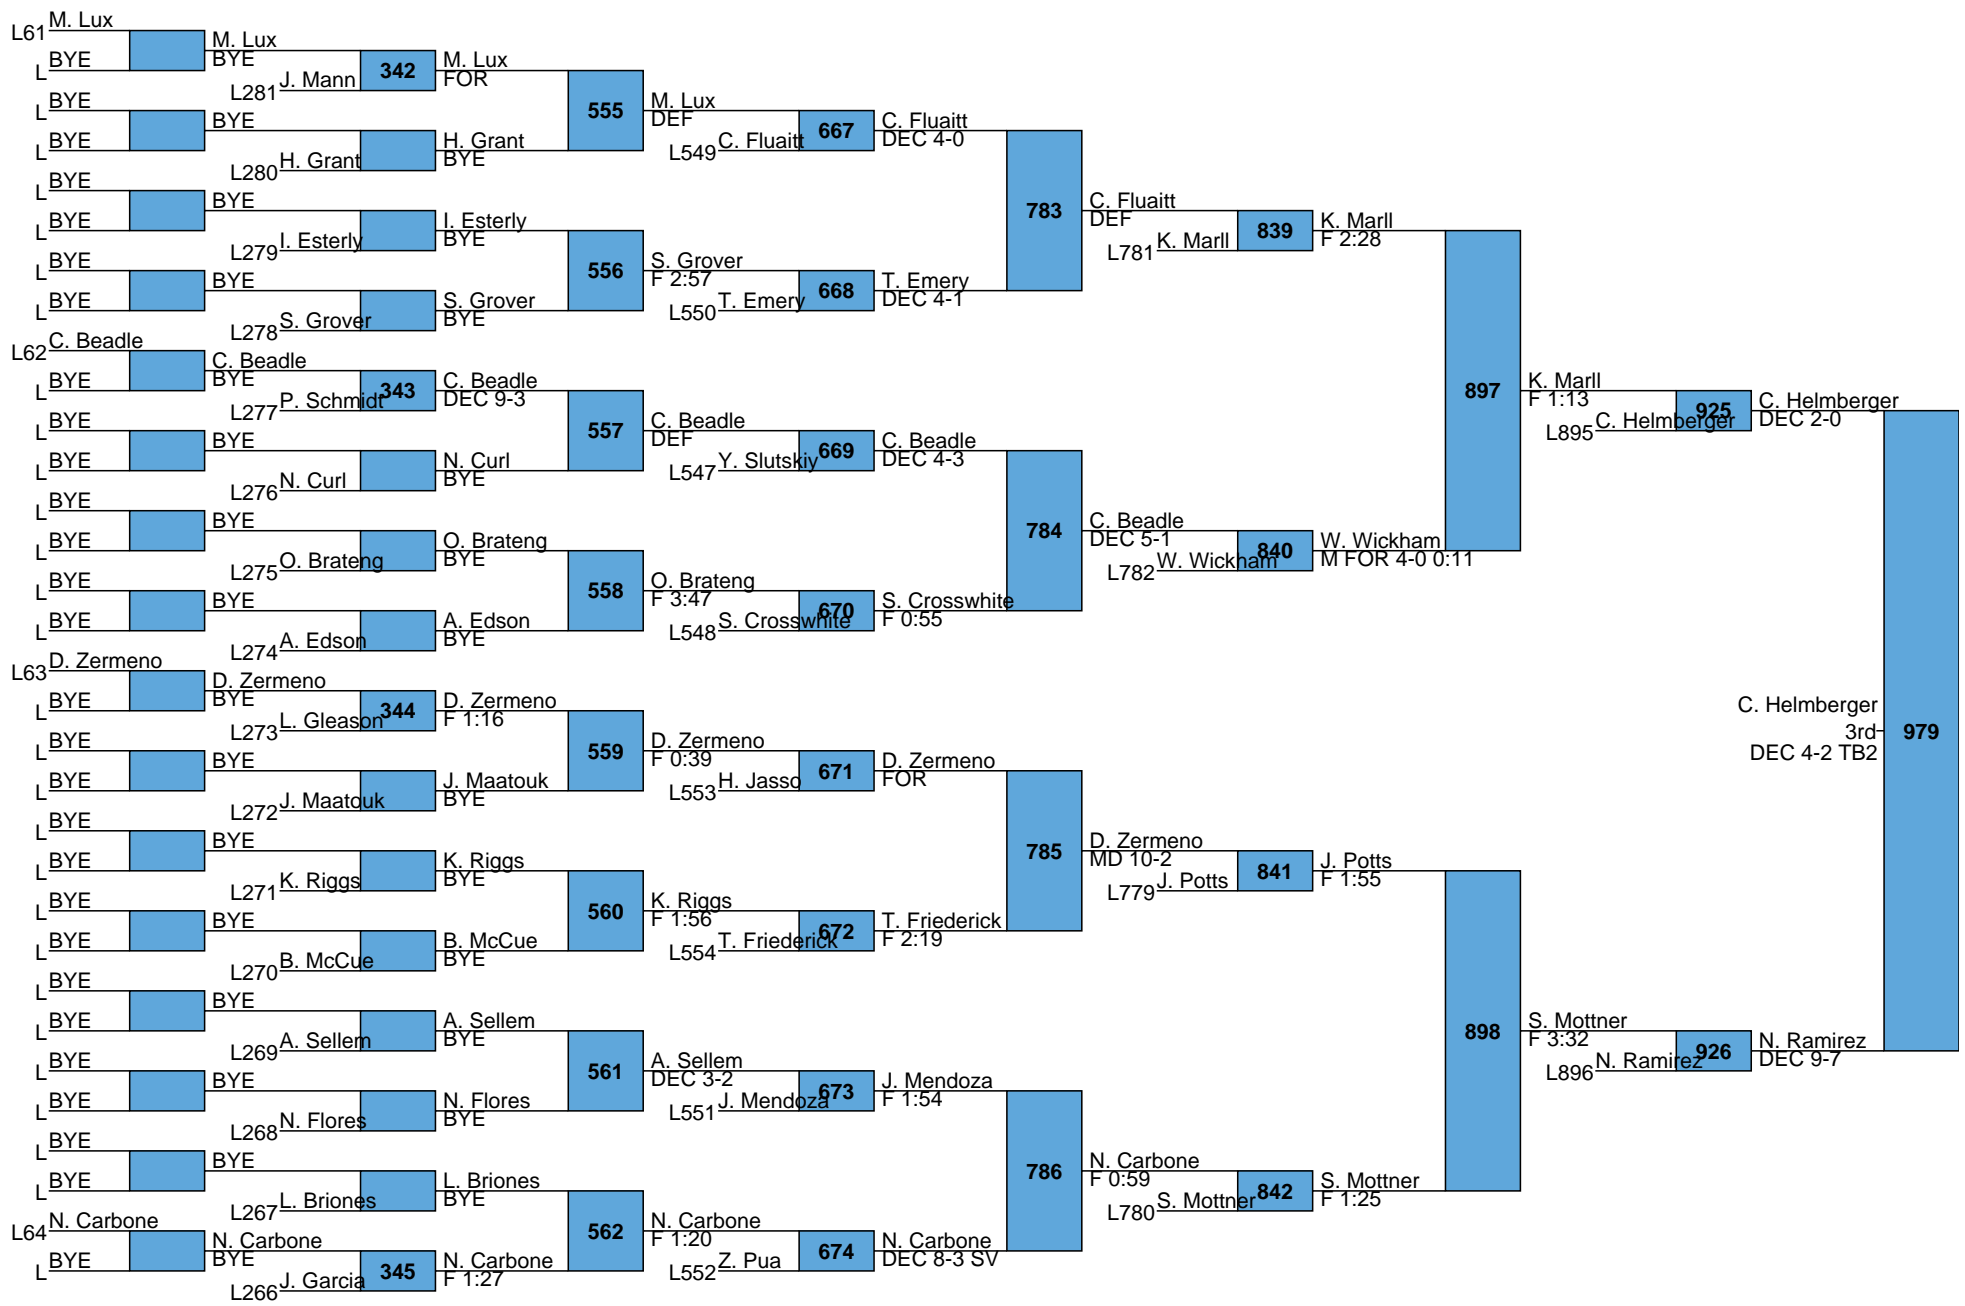 M. Lux
L61
BYE
L
BYE
L
BYE
L
BYE
L
BYE
L
BYE
L
BYE
L
C. Beadle
L62
BYE
L
BYE
L
BYE
L
BYE
L
BYE
L
BYE
L
BYE
L
D. Zermeno
L63
BYE
L
BYE
L
BYE
L
BYE
L
BYE
L
BYE
L
BYE
L
BYE
L
BYE
L
BYE
L
BYE
L
BYE
L
BYE
L
N. Carbone
L64
BYE
L
M. Lux
BYE
J. Mann
L281
BYE
H. Grant
L280
BYE
I. Esterly
L279
BYE
S. Grover
L278
C. Beadle
BYE
P. Schmidt
L277
BYE
N. Curl
L276
BYE
O. Brateng
L275
BYE
A. Edson
L274
D. Zermeno
BYE
L. Gleason
L273
BYE
J. Maatouk
L272
BYE
K. Riggs
L271
BYE
B. McCue
L270
BYE
A. Sellem
L269
BYE
N. Flores
L268
BYE
L. Briones
L267
N. Carbone
BYE
J. Garcia
L266
342
343
344
345
M. Lux
FOR
H. Grant
BYE
I. Esterly
BYE
S. Grover
BYE
C. Beadle
DEC 9-3
N. Curl
BYE
O. Brateng
BYE
A. Edson
BYE
D. Zermeno
F 1:16
J. Maatouk
BYE
K. Riggs
BYE
B. McCue
BYE
A. Sellem
BYE
N. Flores
BYE
L. Briones
BYE
N. Carbone
F 1:27
555
556
557
558
559
560
561
562
M. Lux
DEF
C. Fluaitt
L549
S. Grover
F 2:57
T. Emery
L550
C. Beadle
DEF
Y. Slutskiy
L547
O. Brateng
F 3:47
S. Crosswhite
L548
D. Zermeno
F 0:39
H. Jasso
L553
K. Riggs
F 1:56
T. Friederick
L554
A. Sellem
DEC 3-2
J. Mendoza
L551
N. Carbone
F 1:20
Z. Pua
L552
667
668
669
670
671
672
673
674
C. Fluaitt
DEC 4-0
T. Emery
DEC 4-1
C. Beadle
DEC 4-3
S. Crosswhite
F 0:55
D. Zermeno
FOR
T. Friederick
F 2:19
J. Mendoza
F 1:54
N. Carbone
DEC 8-3 SV
783
784
785
786
C. Fluaitt
DEF
K. Marll
L781
C. Beadle
DEC 5-1
W. Wickham
L782
D. Zermeno
MD 10-2
J. Potts
L779
N. Carbone
F 0:59
S. Mottner
L780
839
840
841
842
K. Marll
F 2:28
W. Wickham
M FOR 4-0 0:11
J. Potts
F 1:55
S. Mottner
F 1:25
897
898
K. Marll
F 1:13
C. Helmberger
L895
S. Mottner
F 3:32
N. Ramirez
L896
925
926
C. Helmberger
DEC 2-0
N. Ramirez
DEC 9-7
C. Helmberger
3rd
DEC 4-2 TB2
979